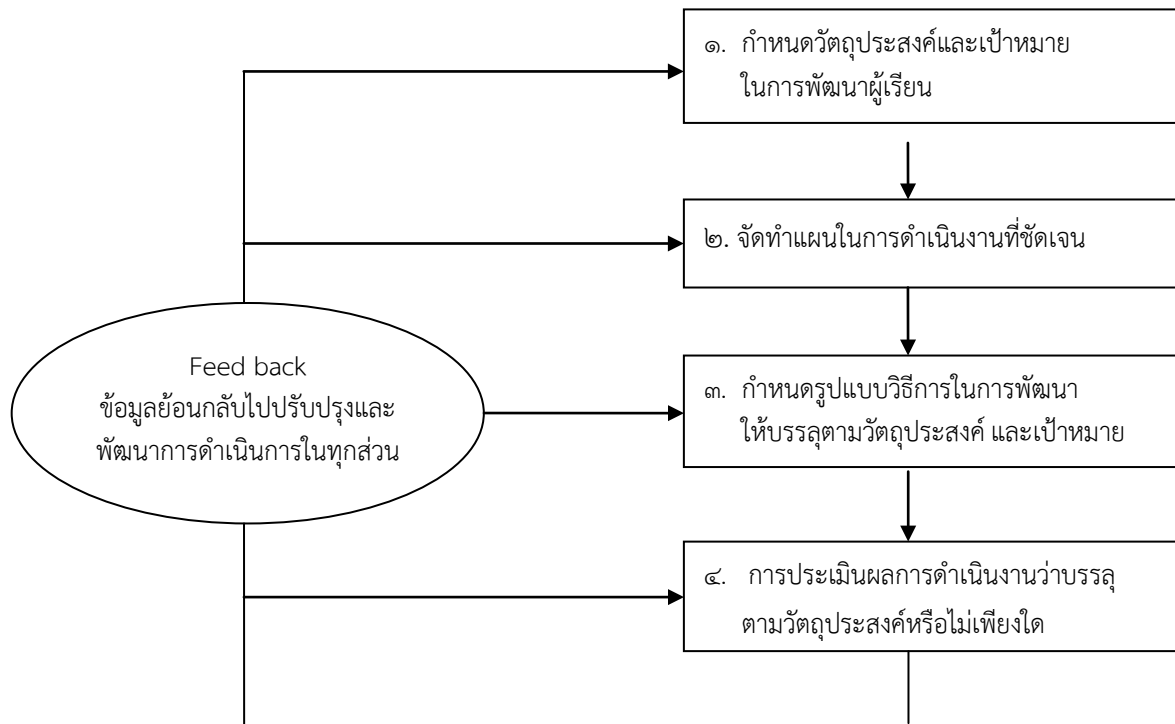 ๑. กำหนดวัตถุประสงค์และเป้าหมาย
ในการพัฒนาผู้เรียน
๒. จัดทำแผนในการดำเนินงานที่ชัดเจน
Feed back
ข้อมูลย้อนกลับไปปรับปรุงและ
พัฒนาการดำเนินการในทุกส่วน
๓. กำหนดรูปแบบวิธีการในการพัฒนา
ให้บรรลุตามวัตถุประสงค์ และเป้าหมาย
๔. การประเมินผลการดำเนินงานว่าบรรลุ
ตามวัตถุประสงค์หรือไม่เพียงใด